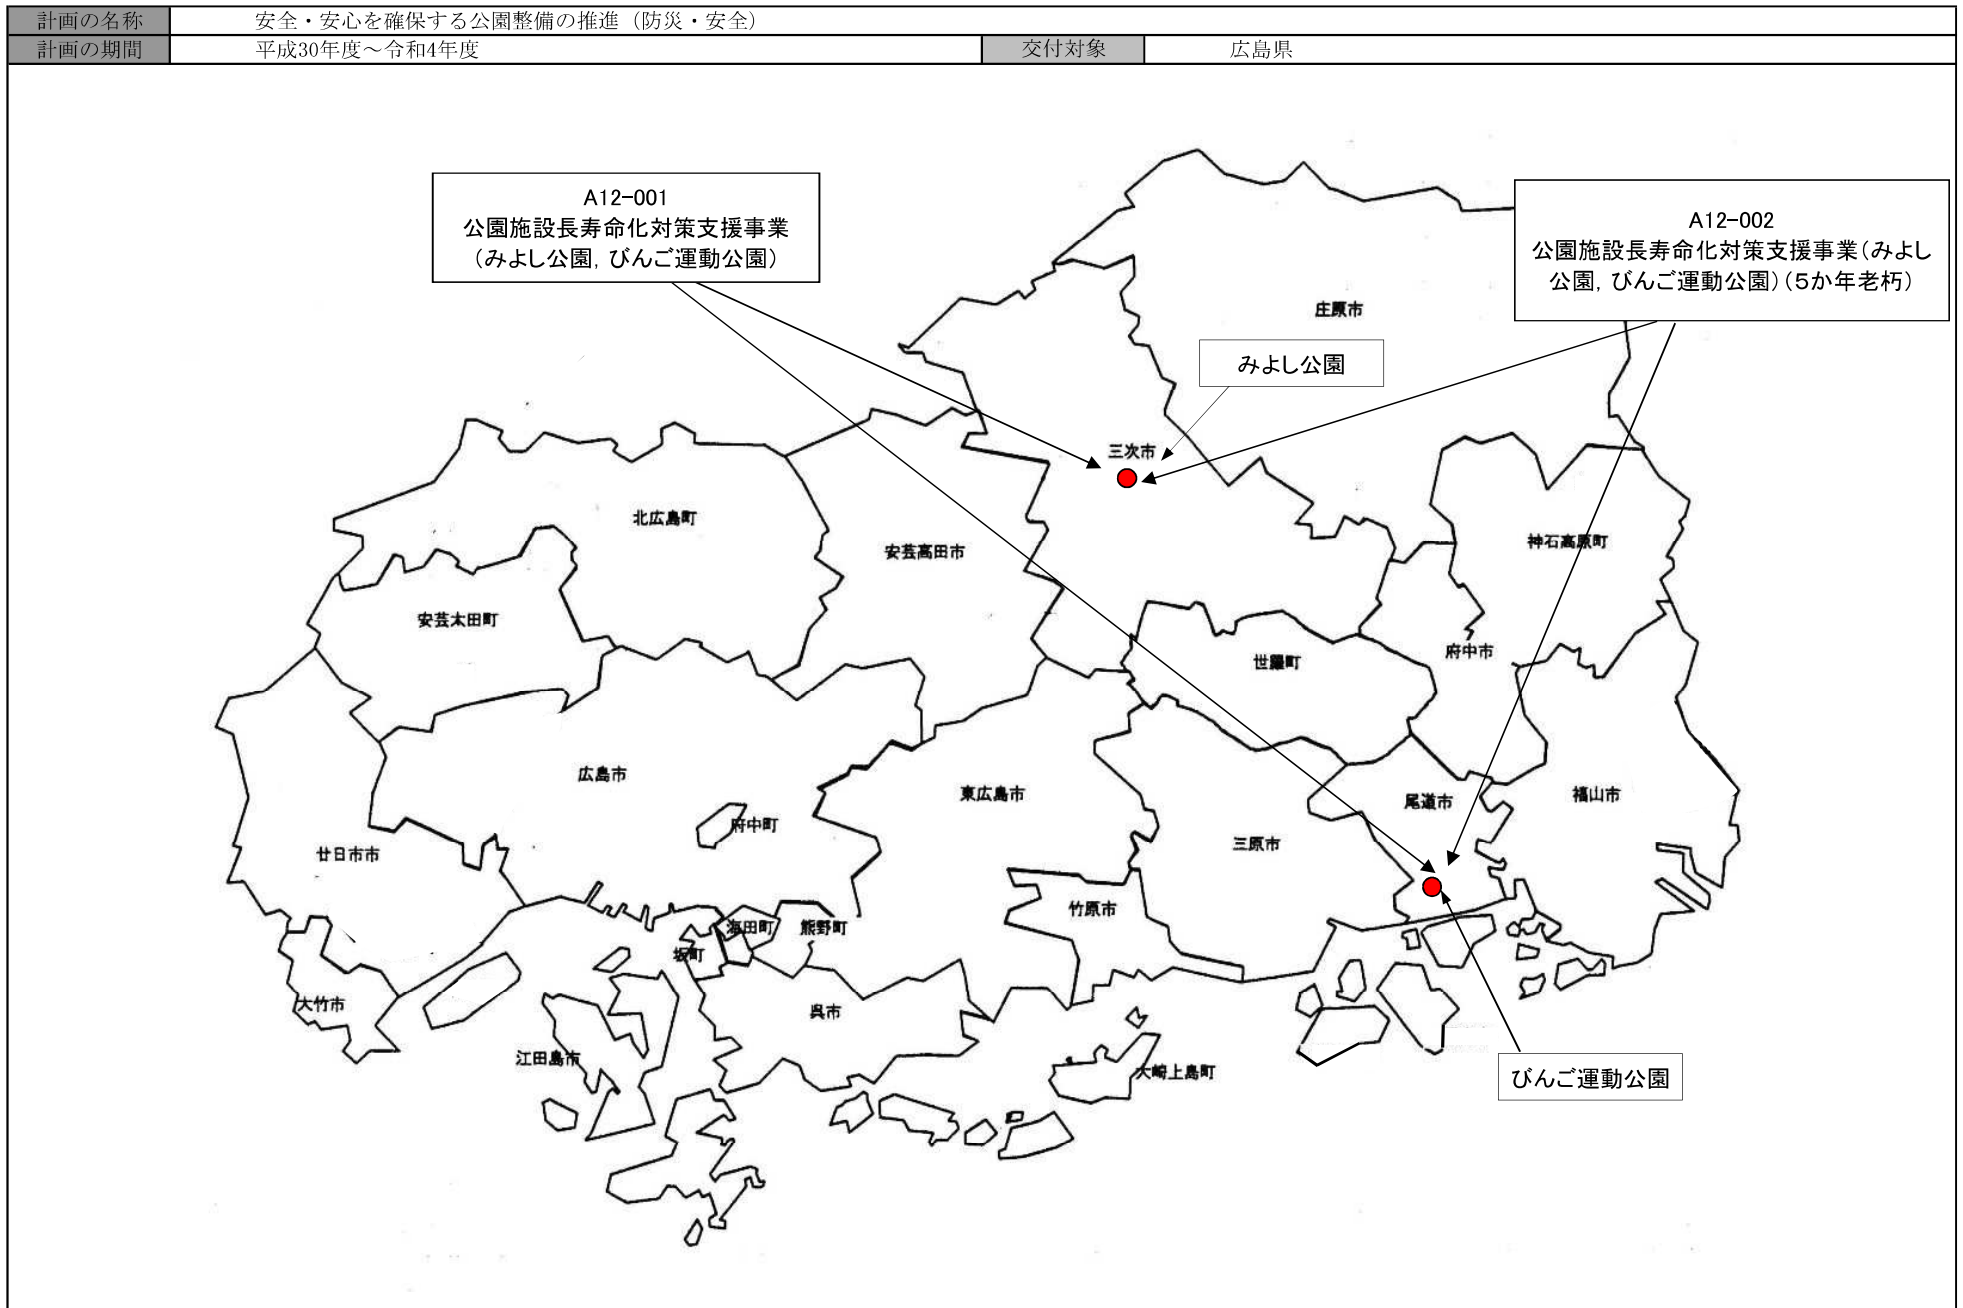 計画の名称 安全・安心を確保する公園整備の推進（防災・安全）
計画の期間 平成30年度～令和4年度 交付対象 広島県
A12-001
公園施設長寿命化対策支援事業
（みよし公園, びんご運動公園）
A12-002
公園施設長寿命化対策支援事業（みよし
公園, びんご運動公園）（5か年老朽）
庄原市
みよし公園
三次市
北広島町
安芸高田市
神石高原町
安芸太田町
世羅町
府中市
広島市
東広島市
尾道市
福山市
府中町
三原市
廿日市市
竹原市
海田町
熊野町
坂町
大竹市
呉市
江田島市
大崎上島町
びんご運動公園